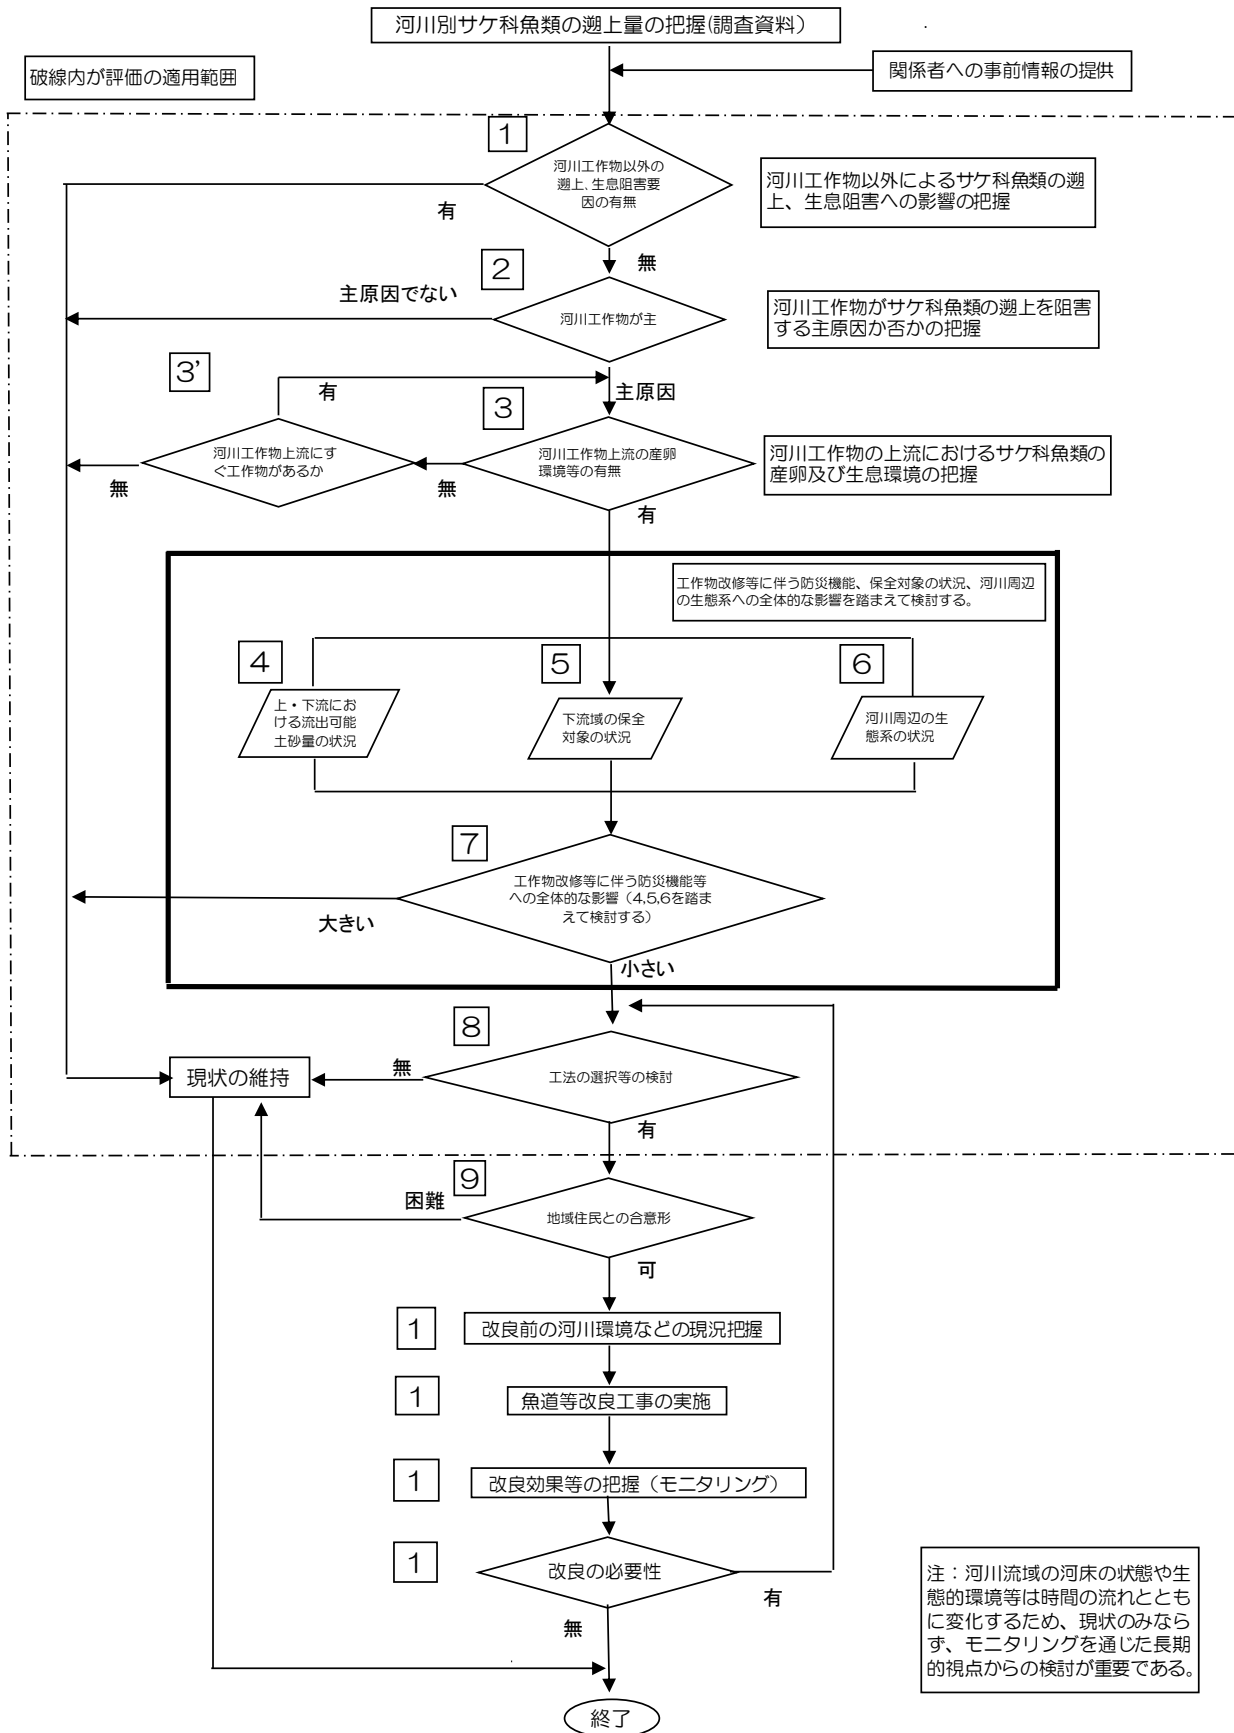 河川別サケ科魚類の遡上量の把握(調査資料)
破線内が評価の適用範囲
関係者への事前情報の提供
1
河川工作物以外の
遡上、生息阻害要
因の有無
有
無
河川工作物以外によるサケ科魚類の遡
上、生息阻害への影響の把握
2
主原因でない
河川工作物が主
主原因
河川工作物がサケ科魚類の遡上を阻害
する主原因か否かの把握
3’
有
河川工作物上流にす
ぐ工作物があるか
無
3
河川工作物上流の産卵
環境等の有無
無
有
河川工作物の上流におけるサケ科魚類の
産卵及び生息環境の把握
工作物改修等に伴う防災機能、保全対象の状況、河川周辺
の生態系への全体的な影響を踏まえて検討する。
4
上・下流にお
ける流出可能
土砂量の状況
5
下流域の保全
対象の状況
6
河川周辺の生
態系の状況
7
工作物改修等に伴う防災機能等
への全体的な影響(4,5,6を踏ま
えて検討する)
大きい
小さい
8
現状の維持
無
工法の選択等の検討
有
9
困難
地域住民との合意形
可
1
改良前の河川環境などの現況把握
1
魚道等改良工事の実施
1
改良効果等の把握(モニタリング)
1
改良の必要性
有
無
注:河川流域の河床の状態や生
態的環境等は時間の流れととも
に変化するため、現状のみなら
ず、モニタリングを通じた長期
的視点からの検討が重要である。
終了